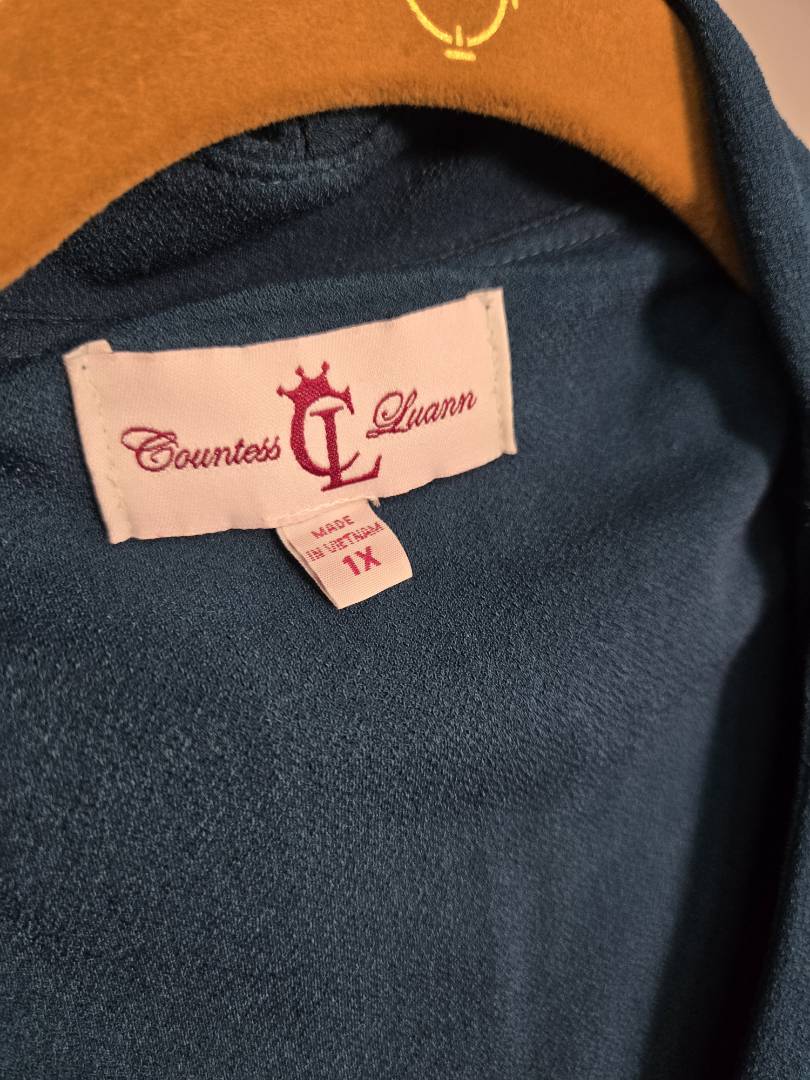 Countess CL Luann
MADE
IN VIETNAM
1X